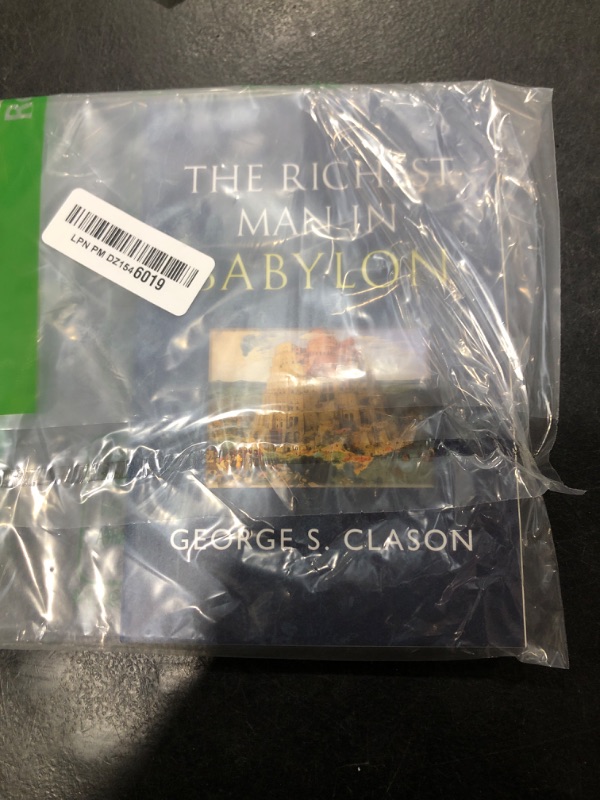 THE RICHEST
MAN IN
BABYLON
LPN PM DZ1546019
GEORGE S. CLASON